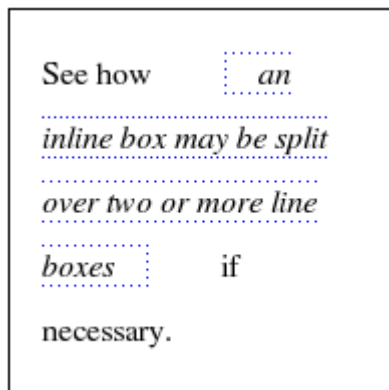 See how an
inline box may be split
over two or more line
boxes if
necessary.